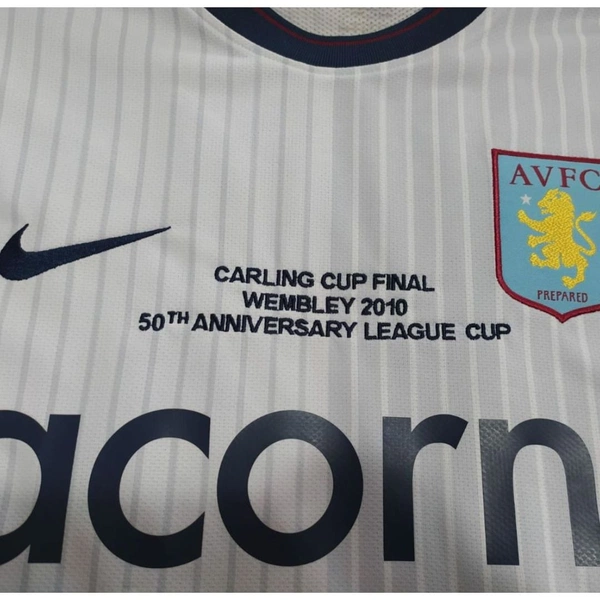 AVFC
PREPARED
CARLING CUP FINAL
WEMBLEY 2010
50TH ANNIVERSARY LEAGUE CUP
acorn